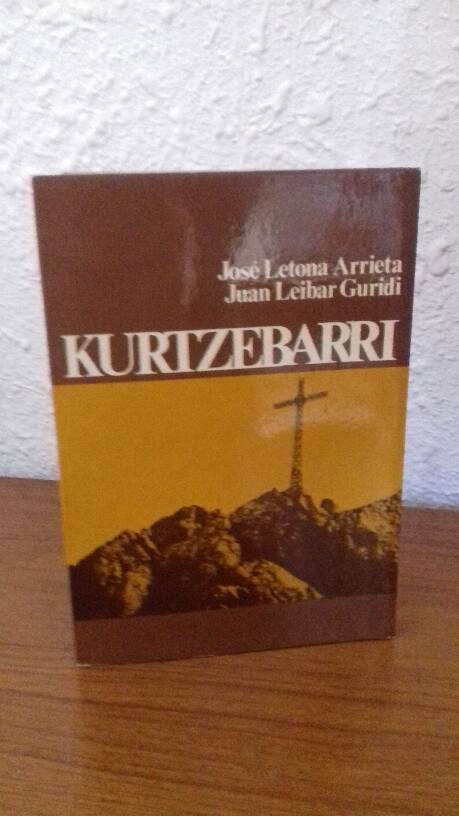 José Letona Arrieta
Juan Leibar Guridi
KURTZEBARRI